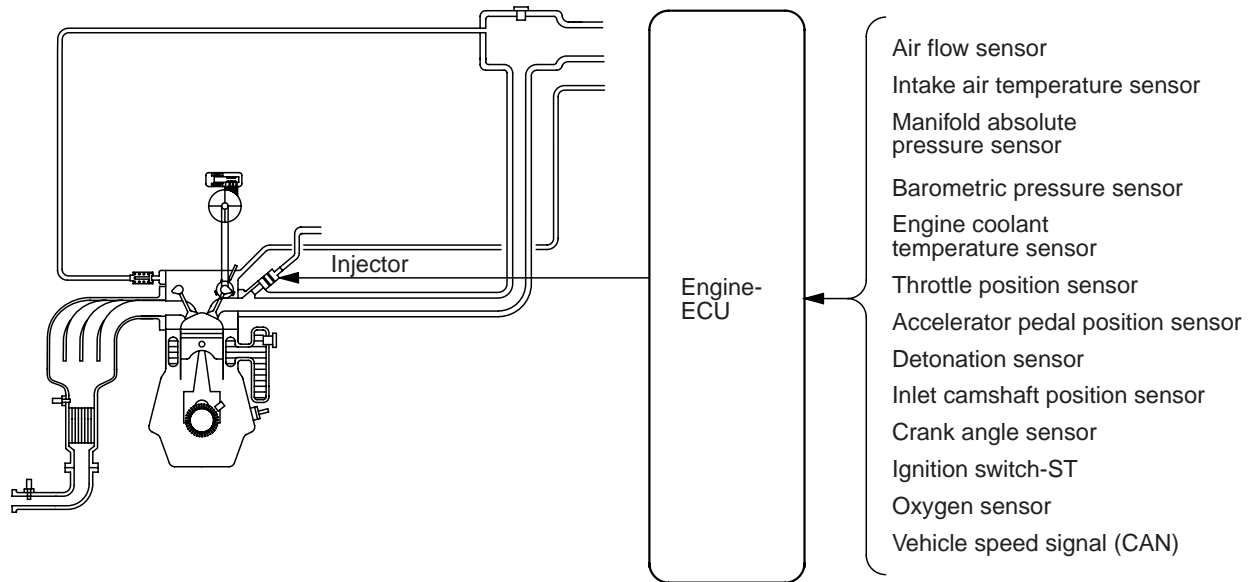 Injector
Engine-
ECU
Air flow sensor
Intake air temperature sensor
Manifold absolute
pressure sensor
Barometric pressure sensor
Engine coolant
temperature sensor
Throttle position sensor
Accelerator pedal position sensor
Detonation sensor
Inlet camshaft position sensor
Crank angle sensor
Ignition switch-ST
Oxygen sensor
Vehicle speed signal (CAN)